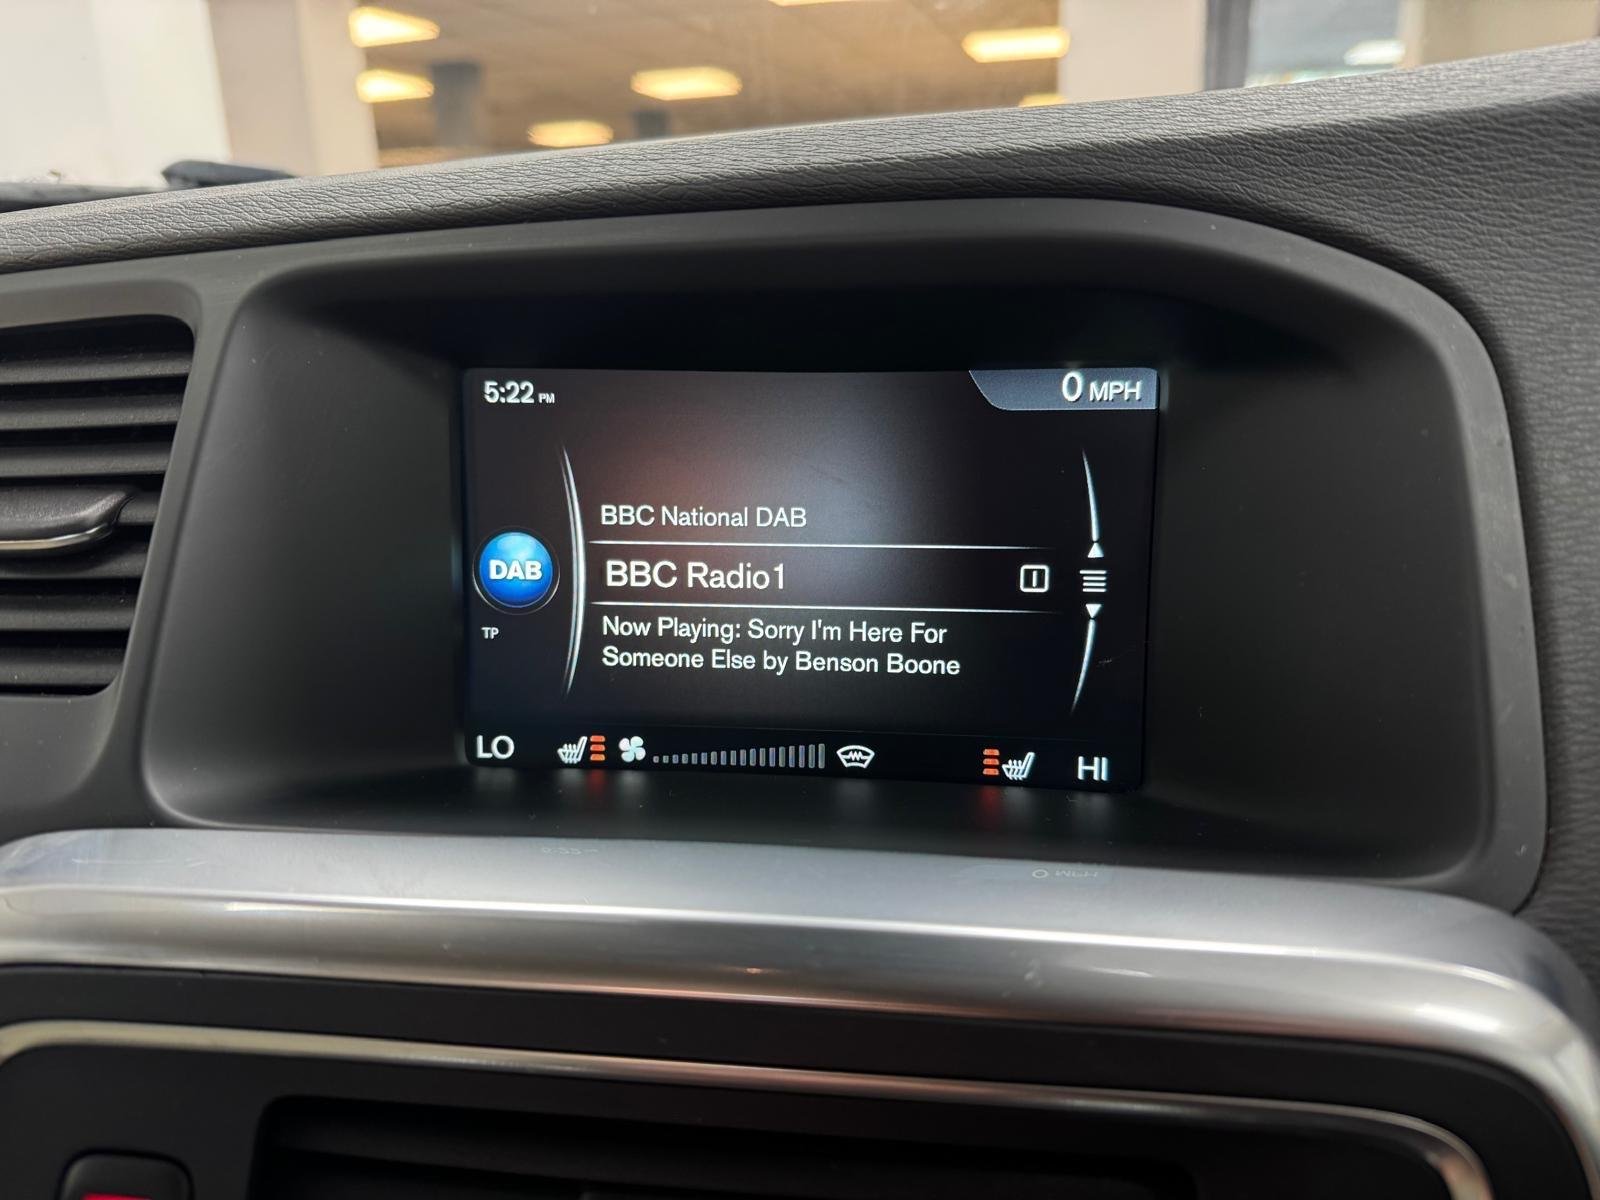 5:22 PM
0 MPH
BBC National DAB
DAB
BBC Radio1
TP
Now Playing: Sorry I'm Here For
Someone Else by Benson Boone
LO
HI